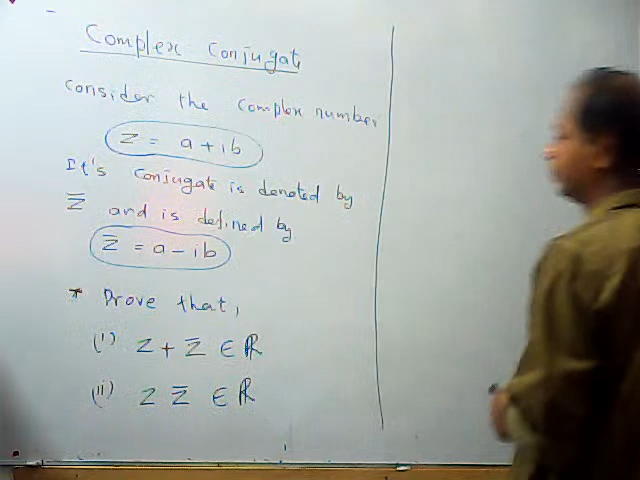 Complex Conjugate
Consider the complex number
z = a + ib
It's conjugate is denoted by
z̅ and is defined by
z̅ = a - ib
* Prove that,
(i) z + z̅ ∈ ℝ
(ii) z z̅ ∈ ℝ